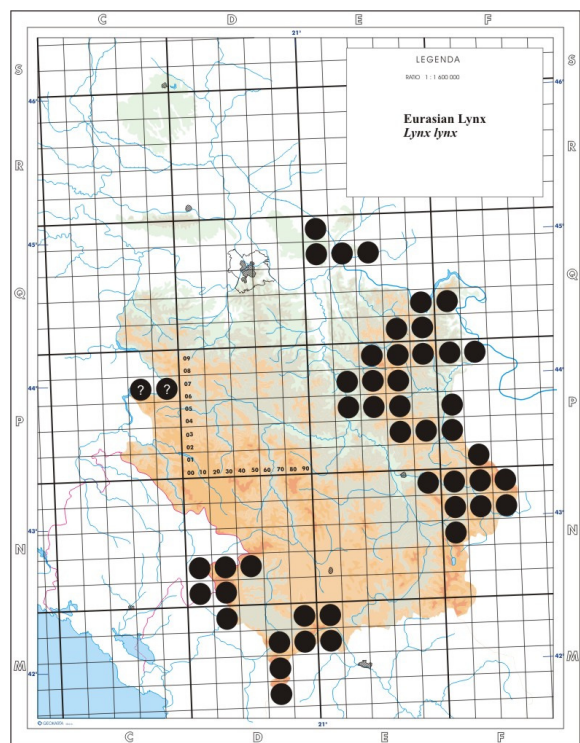 C D E F
21°
LEGENDA
RATIO 1 : 1 600 000
Eurasian Lynx
Lynx lynx
S S
46° 46°
R R
45° 45°
Q Q
09
08
44° ? ? 07 44°
06
P 05 P
04
03
02
01
00 10 20 30 40 50 60 70 80 90
43° 43°
N N
M M
42° 42°
© GEOKARTA
21°
C D E F